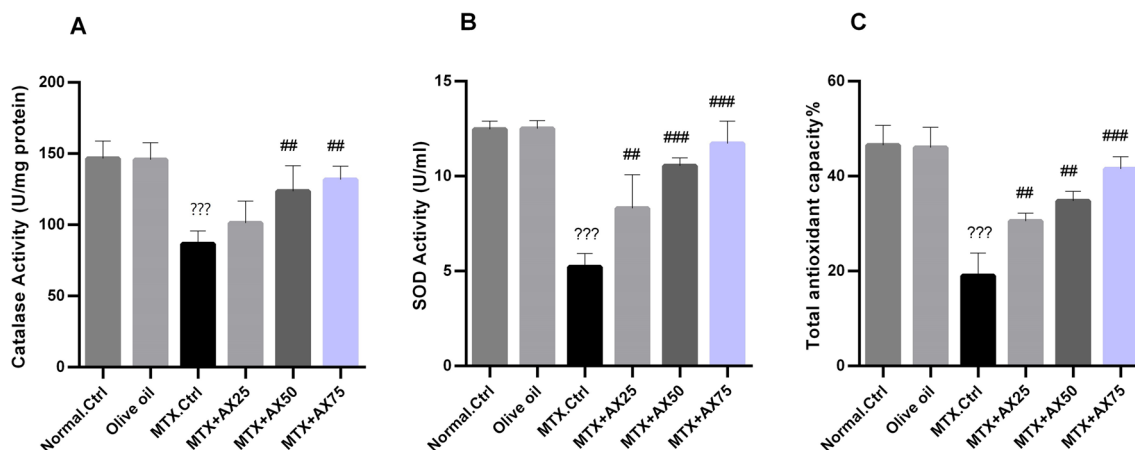 A
Catalase Activity (U/mg protein)
200
150
100
50
0
???
##
##
Normal.Ctrl
Olive oil
MTX.Ctrl
MTX+AX25
MTX+AX50
MTX+AX75
B
SOD Activity (U/ml)
15
10
5
0
???
##
###
###
Normal.Ctrl
Olive oil
MTX.Ctrl
MTX+AX25
MTX+AX50
MTX+AX75
C
Total antioxidant capacity%
60
40
20
0
???
##
##
###
Normal.Ctrl
Olive oil
MTX.Ctrl
MTX+AX25
MTX+AX50
MTX+AX75